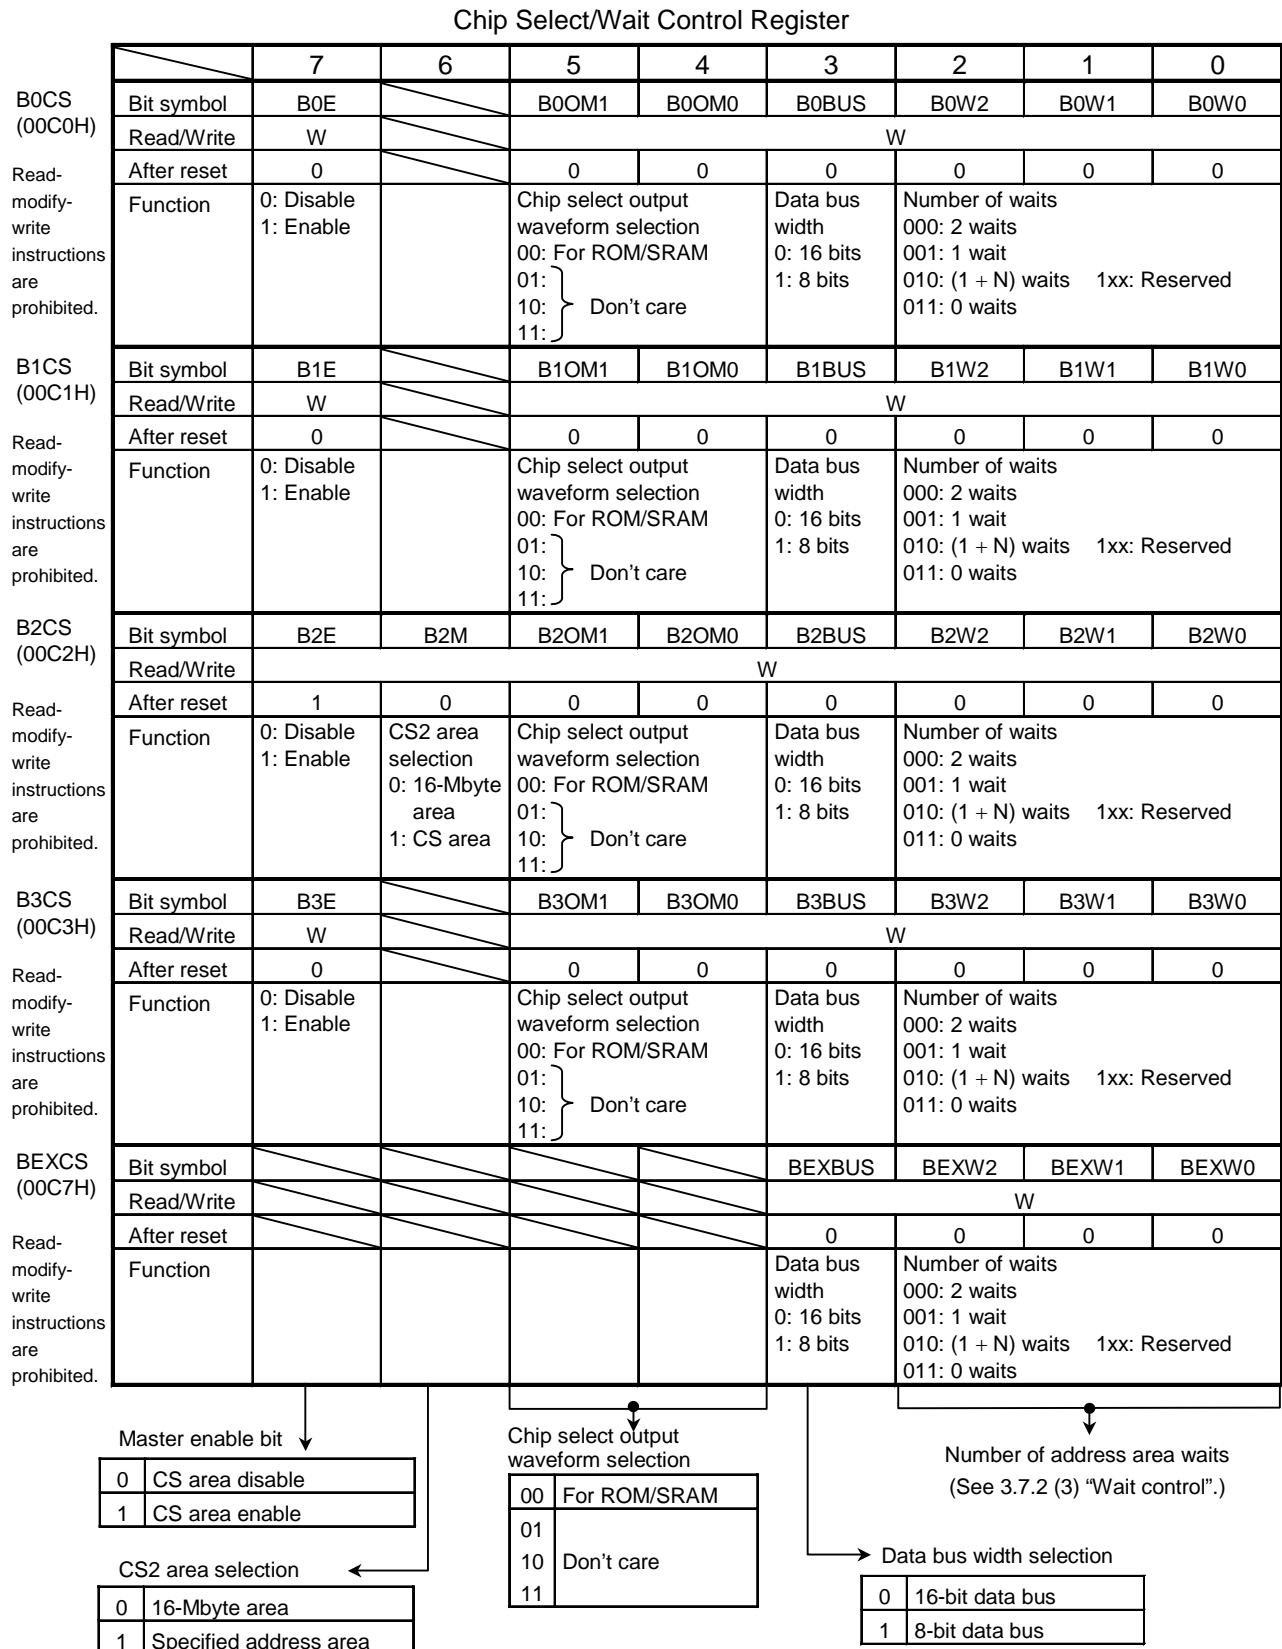 Chip Select/Wait Control Register
7 6 5 4 3 2 1 0
B0CS
(00C0H)
Read-
modify-
write
instructions
are
prohibited.
Bit symbol B0E B0OM1 B0OM0 B0BUS B0W2 B0W1 B0W0
Read/Write W W
After reset 0 0 0 0 0 0 0
Function
0: Disable
1: Enable
Chip select output
waveform selection
00: For ROM/SRAM
01:
10: Don't care
11:
Data bus
width
0: 16 bits
1: 8 bits
Number of waits
000: 2 waits
001: 1 wait
010: (1 + N) waits 1xx: Reserved
011: 0 waits
B1CS
(00C1H)
Read-
modify-
write
instructions
are
prohibited.
Bit symbol B1E B1OM1 B1OM0 B1BUS B1W2 B1W1 B1W0
Read/Write W W
After reset 0 0 0 0 0 0 0
Function
0: Disable
1: Enable
Chip select output
waveform selection
00: For ROM/SRAM
01:
10: Don't care
11:
Data bus
width
0: 16 bits
1: 8 bits
Number of waits
000: 2 waits
001: 1 wait
010: (1 + N) waits 1xx: Reserved
011: 0 waits
B2CS
(00C2H)
Read-
modify-
write
instructions
are
prohibited.
Bit symbol B2E B2M B2OM1 B2OM0 B2BUS B2W2 B2W1 B2W0
Read/Write W
After reset 1 0 0 0 0 0 0 0
Function
0: Disable
1: Enable
CS2 area
selection
0: 16-Mbyte
area
1: CS area
Chip select output
waveform selection
00: For ROM/SRAM
01:
10: Don't care
11:
Data bus
width
0: 16 bits
1: 8 bits
Number of waits
000: 2 waits
001: 1 wait
010: (1 + N) waits 1xx: Reserved
011: 0 waits
B3CS
(00C3H)
Read-
modify-
write
instructions
are
prohibited.
Bit symbol B3E B3OM1 B3OM0 B3BUS B3W2 B3W1 B3W0
Read/Write W W
After reset 0 0 0 0 0 0 0
Function
0: Disable
1: Enable
Chip select output
waveform selection
00: For ROM/SRAM
01:
10: Don't care
11:
Data bus
width
0: 16 bits
1: 8 bits
Number of waits
000: 2 waits
001: 1 wait
010: (1 + N) waits 1xx: Reserved
011: 0 waits
BEXCS
(00C7H)
Read-
modify-
write
instructions
are
prohibited.
Bit symbol BEXBUS BEXW2 BEXW1 BEXW0
Read/Write W
After reset 0 0 0 0
Function
Data bus
width
0: 16 bits
1: 8 bits
Number of waits
000: 2 waits
001: 1 wait
010: (1 + N) waits 1xx: Reserved
011: 0 waits
Master enable bit
0 CS area disable
1 CS area enable
CS2 area selection
0 16-Mbyte area
1 Specified address area
Chip select output
waveform selection
00 For ROM/SRAM
01
10 Don't care
11
Number of address area waits
(See 3.7.2 (3) “Wait control”.)
Data bus width selection
0 16-bit data bus
1 8-bit data bus